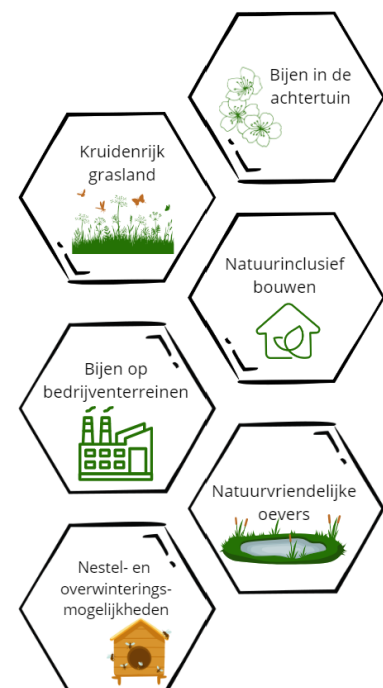 Bijen in de
achtertuin
Kruidenrijk
grasland
Natuurinclusief
bouwen
Bijen op
bedrijventerreinen
Natuurvriendelijke
oevers
Nestel- en
overwinterings-
mogelijkheden